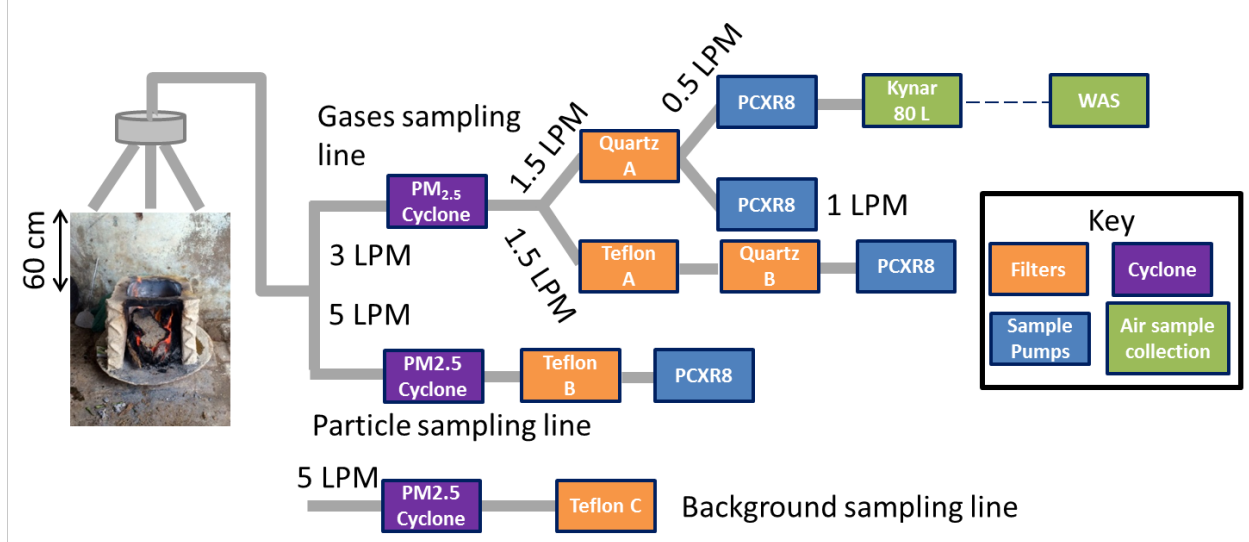 60 cm
Gases sampling
line
PM2.5
Cyclone
3 LPM
5 LPM
1.5 LPM
1.5 LPM
Quartz
A
0.5 LPM
PCXR8
Kynar
80 L
WAS
PCXR8
1 LPM
Teflon
A
Quartz
B
PCXR8
PM2.5
Cyclone
Teflon
B
PCXR8
Particle sampling line
5 LPM
PM2.5
Cyclone
Teflon C
Background sampling line
Key
Filters
Cyclone
Sample
Pumps
Air sample
collection